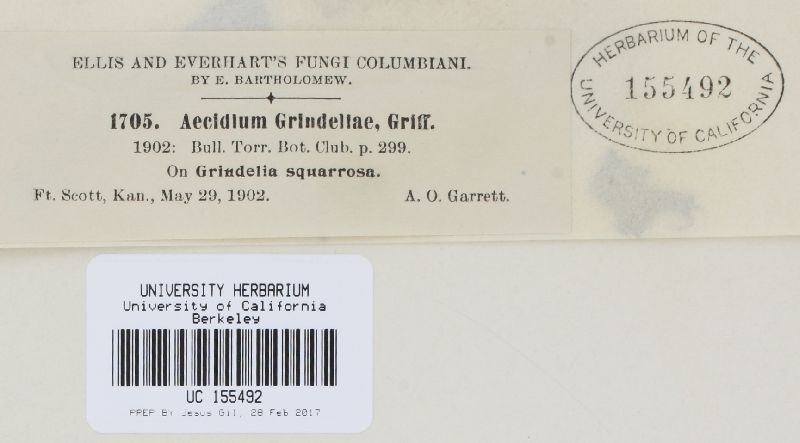 ELLIS AND EVERHART'S FUNGI COLUMBIANI.
BY E. BARTHOLOMEW.
1705. Aecidium Grindeliae, Griff.
1902: Bull. Torr. Bot. Club. p. 299.
On Grindelia squarrosa.
Ft. Scott, Kan., May 29, 1902. A. O. Garrett.
HERBARIUM OF THE
155492
UNIVERSITY OF CALIFORNIA
UNIVERSITY HERBARIUM
University of California
Berkeley
UC 155492
PREP BY Jesus Gil, 28 Feb 2017